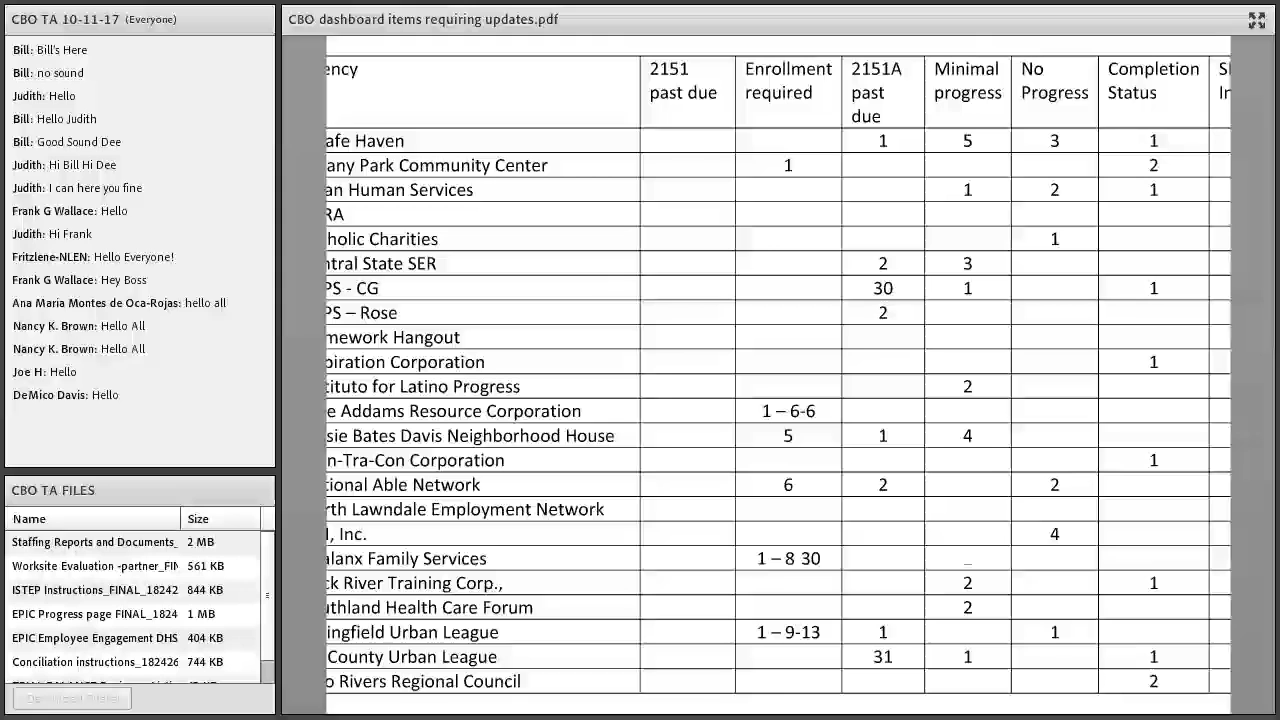 CBO TA 10-11-17 (Everyone)
Bill: Bill's Here
Bill: no sound
Judith: Hello
Bill: Hello Judith
Bill: Good Sound Dee
Judith: Hi Bill Hi Dee
Judith: I can here you fine
Frank G Wallace: Hello
Judith: Hi Frank
Fritzlene-NLEN: Hello Everyone!
Frank G Wallace: Hey Boss
Ana Maria Montes de Oca-Rojas: hello all
Nancy K. Brown: Hello All
Nancy K. Brown: Hello All
Joe H: Hello
DeMico Davis: Hello
CBO TA FILES
Name Size
Staffing Reports and Documents_ 2 MB
Worksite Evaluation -partner_FIN 561 KB
ISTEP Instructions_FINAL_18242 844 KB
EPIC Progress page FINAL_1824 1 MB
EPIC Employee Engagement DHS 404 KB
Conciliation instructions_182426 744 KB
CBO dashboard items requiring updates.pdf
ency 2151 past due Enrollment required 2151A past due Minimal progress No Progress Completion Status
afe Haven 1 5 3 1
any Park Community Center 1 2
an Human Services 1 2 1
RA
holic Charities 1
ntral State SER 2 3
PS - CG 30 1 1
PS – Rose 2
mework Hangout
piration Corporation 1
tituto for Latino Progress 2
e Addams Resource Corporation 1 – 6-6
sie Bates Davis Neighborhood House 5 1 4
n-Tra-Con Corporation 1
tional Able Network 6 2 2
rth Lawndale Employment Network
, Inc. 4
alanx Family Services 1 – 8 30 _
ck River Training Corp., 2 1
uthland Health Care Forum 2
ingfield Urban League 1 – 9-13 1 1
County Urban League 31 1 1
o Rivers Regional Council 2